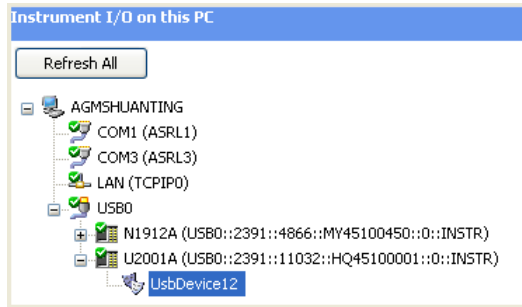 Instrument I/O on this PC
Refresh All
AGMSHUANTING
COM1 (ASRL1)
COM3 (ASRL3)
LAN (TCPIP0)
USB0
N1912A (USB0::2391::4866::MY45100450::0::INSTR)
U2001A (USB0::2391::11032::HQ45100001::0::INSTR)
UsbDevice12